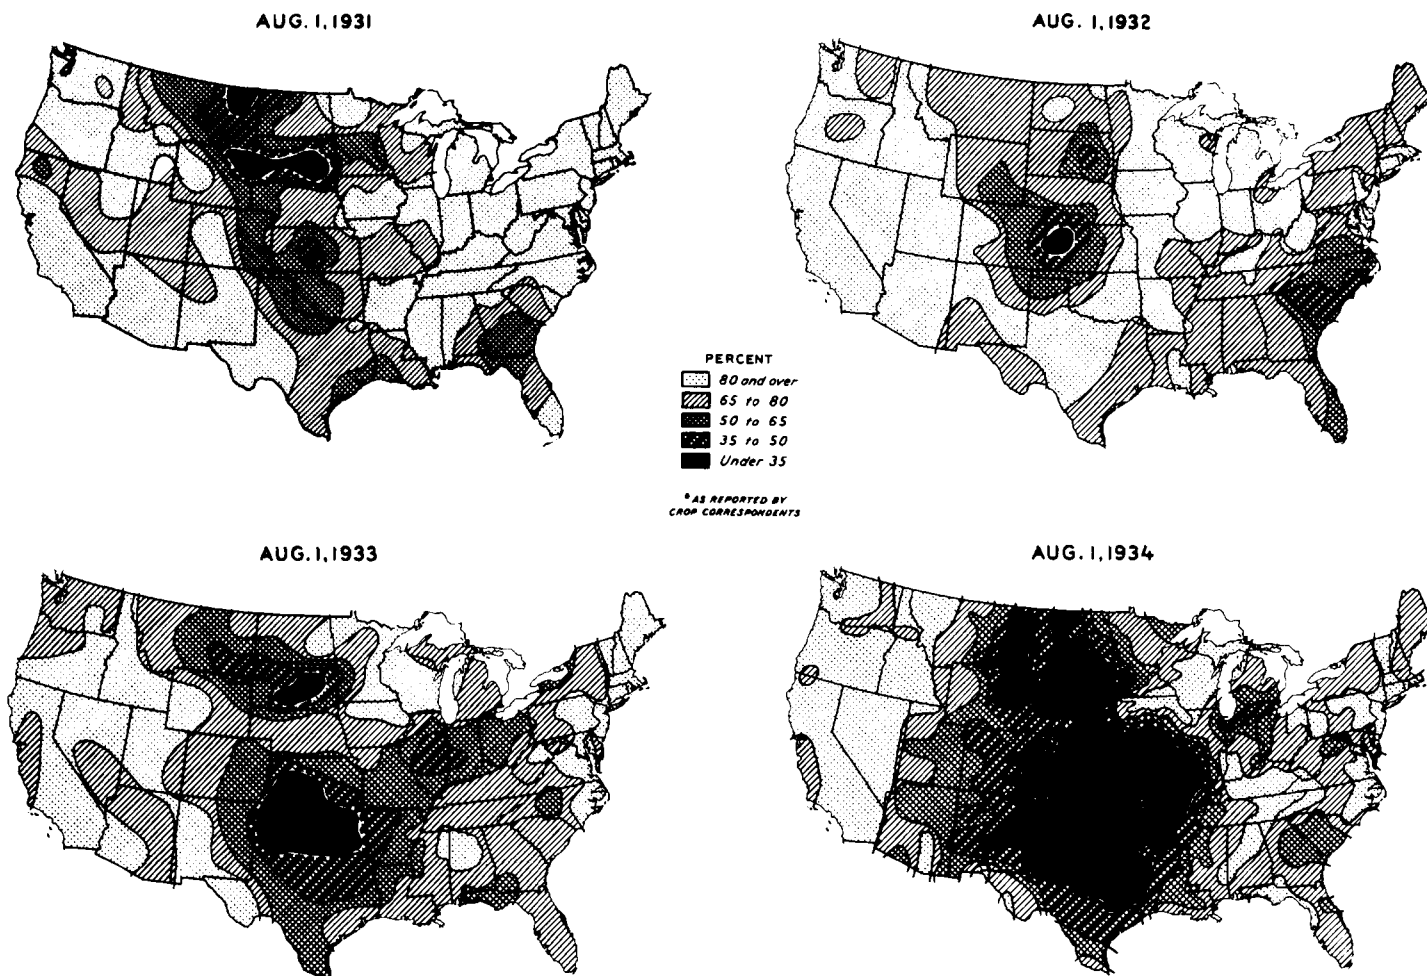 AUG. 1, 1931
AUG. 1, 1932
PERCENT
80 and over
65 to 80
50 to 65
35 to 50
Under 35
* AS REPORTED BY
CROP CORRESPONDENTS
AUG. 1, 1933
AUG. 1, 1934